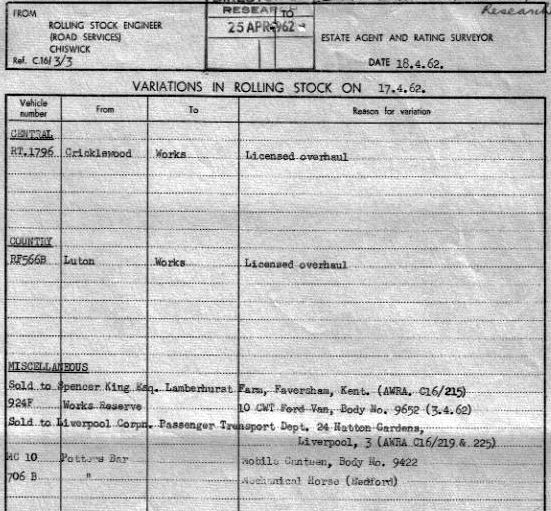 RESEARCH
FROM
TO
Research
ROLLING STOCK ENGINEER
(ROAD SERVICES)
CHISWICK
Ref. C.16/3/3
25 APR 1962
ESTATE AGENT AND RATING SURVEYOR
DATE 18.4.62.
VARIATIONS IN ROLLING STOCK ON 17.4.62.
Vehicle number From To Reason for variation
CENTRAL
RT.1796 Cricklewood Works Licensed overhaul
COUNTRY
RF566B Luton Works Licensed overhaul
MISCELLANEOUS
Sold to Spencer King Esq. Lamberhurst Farm, Faversham, Kent. (AWRA. C16/215)
924F Works Reserve 10 CWT Ford Van, Body No. 9652 (3.4.62)
Sold to Liverpool Corpn. Passenger Transport Dept. 24 Hatton Gardens,
Liverpool, 3 (AWRA C16/219 & 225)
MC 10 Potters Bar Mobile Canteen, Body No. 9422
706 B " Mechanical Horse (Bedford)